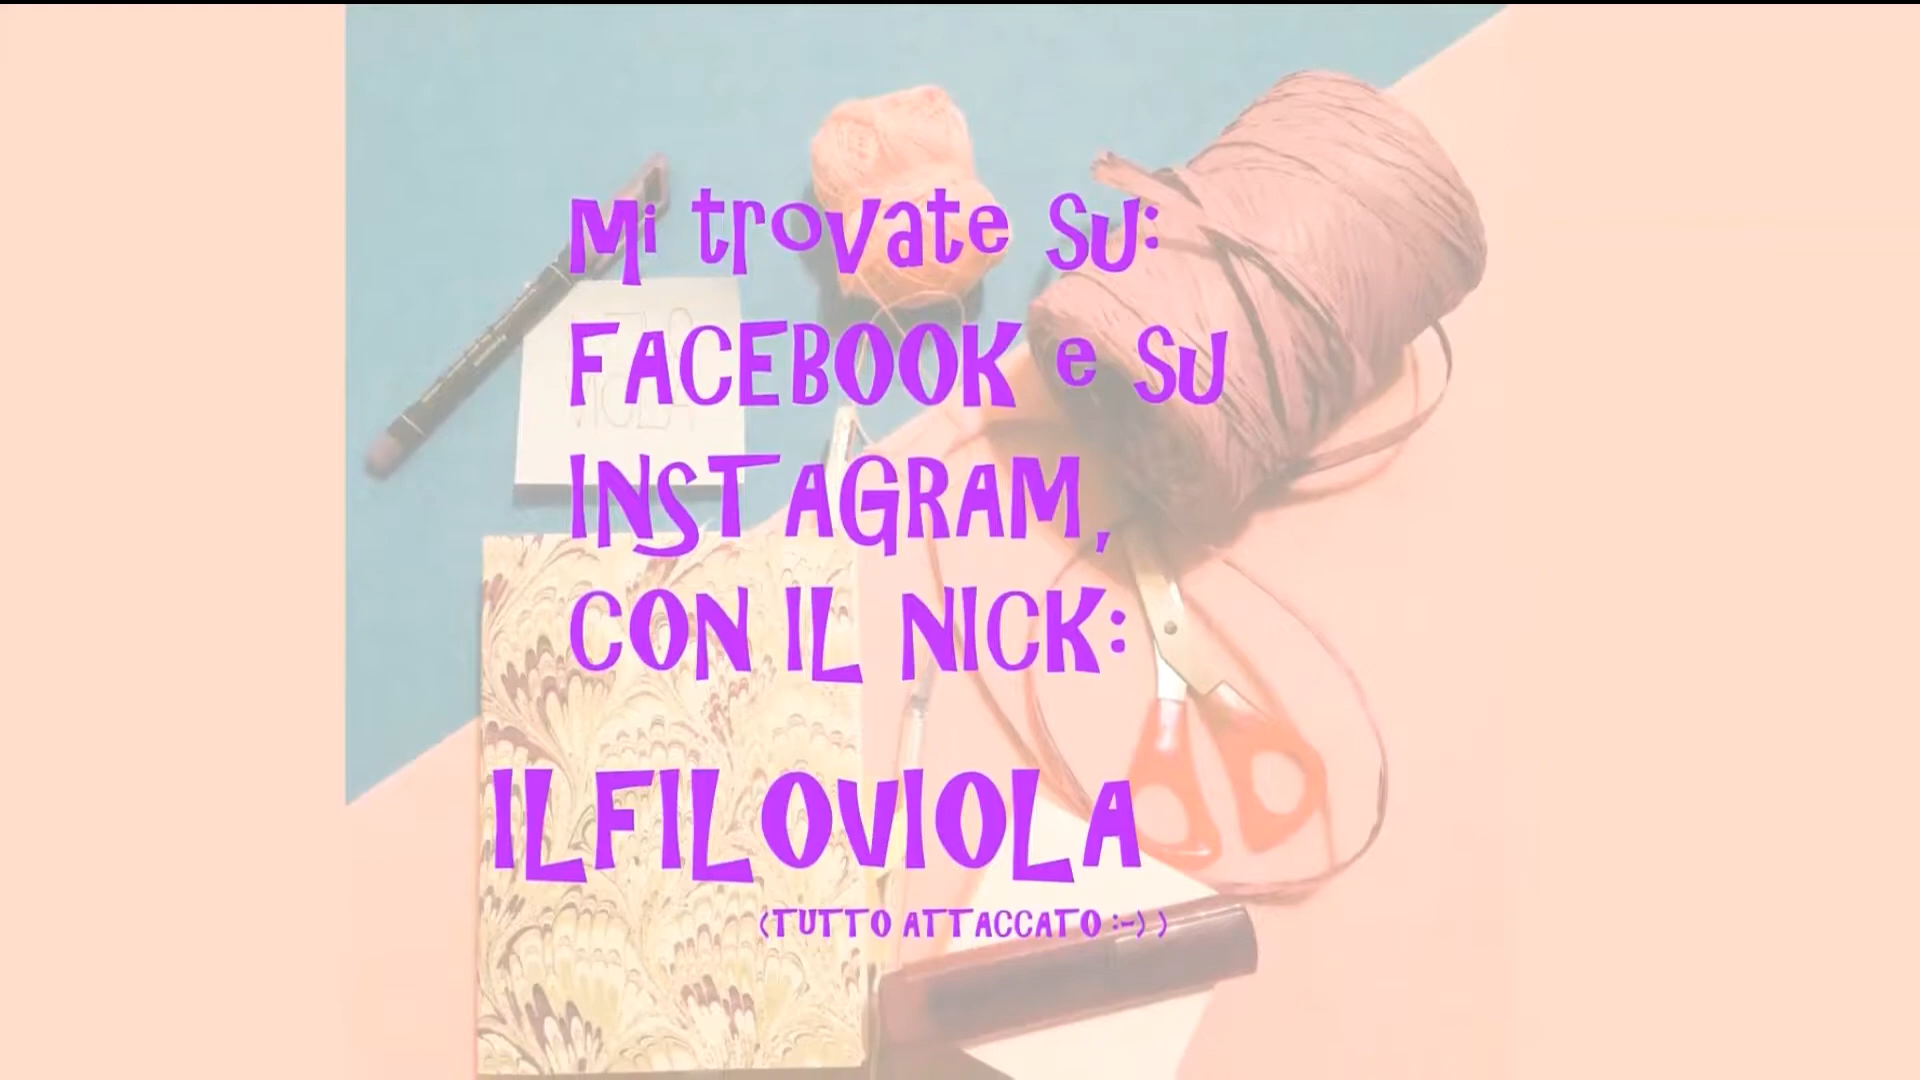 Mi trovate SU:
FACEBOOK e SU
INSTAGRAM,
CON IL NICK:
ILFILOVIOLA
(TUTTO ATTACCATO :-) )